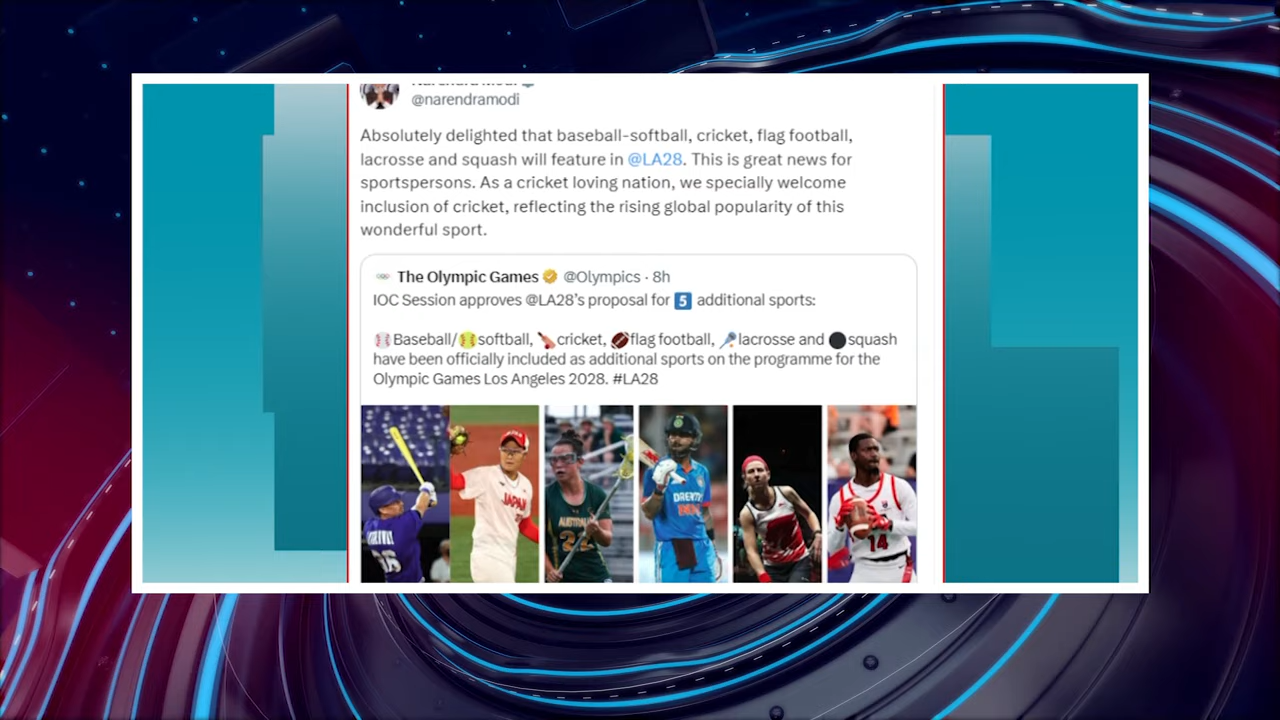 @narendramodi
Absolutely delighted that baseball-softball, cricket, flag football,
lacrosse and squash will feature in @LA28. This is great news for
sportspersons. As a cricket loving nation, we specially welcome
inclusion of cricket, reflecting the rising global popularity of this
wonderful sport.
The Olympic Games @Olympics · 8h
IOC Session approves @LA28's proposal for 5 additional sports:
Baseball/softball, cricket, flag football, lacrosse and squash
have been officially included as additional sports on the programme for the
Olympic Games Los Angeles 2028. #LA28
JAPAN
AUSTRALIA
14